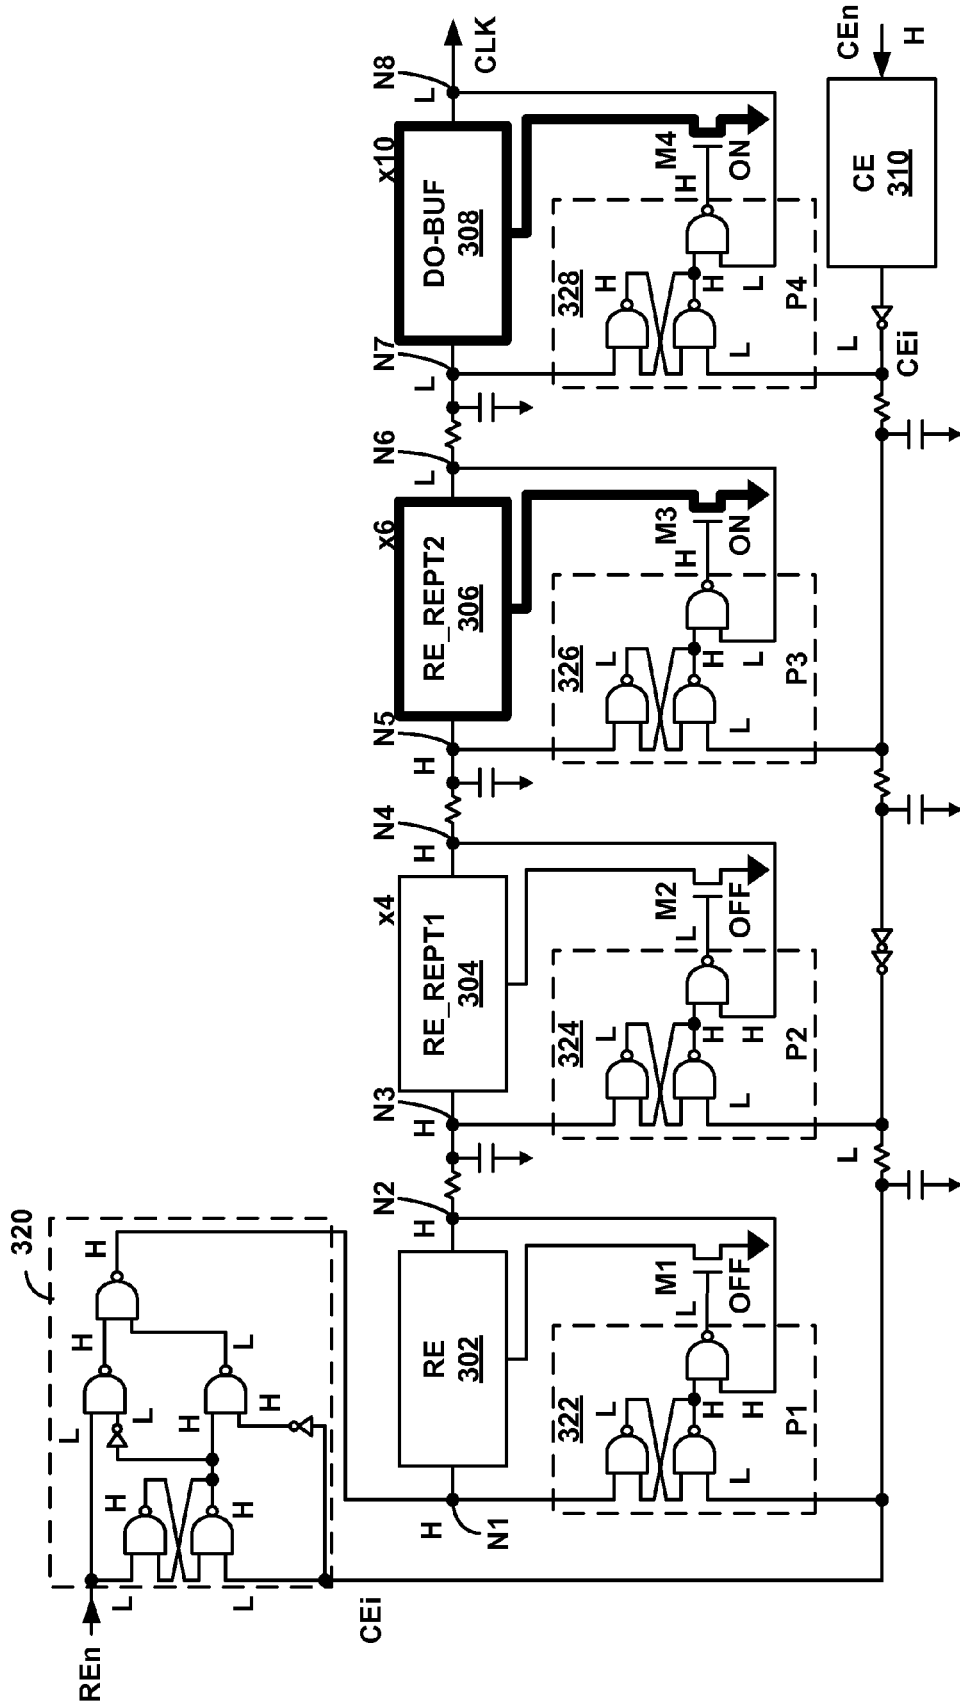 320
REn
L
L
L
CEi
H
H
L
L
H
H
H
H
L
H
N1
H
RE
302
N2
H
N3
H
x4
RE_REPT1
304
N4
H
N5
H
x6
RE_REPT2
306
N6
L
N7
L
x10
DO-BUF
308
N8
L
CLK
322
L
H
H
L
P1
L
M1
OFF
324
L
H
H
L
P2
L
M2
OFF
326
L
H
L
L
P3
H
M3
ON
328
H
H
L
L
P4
H
M4
ON
L
L
CEi
CE
310
CEn
H